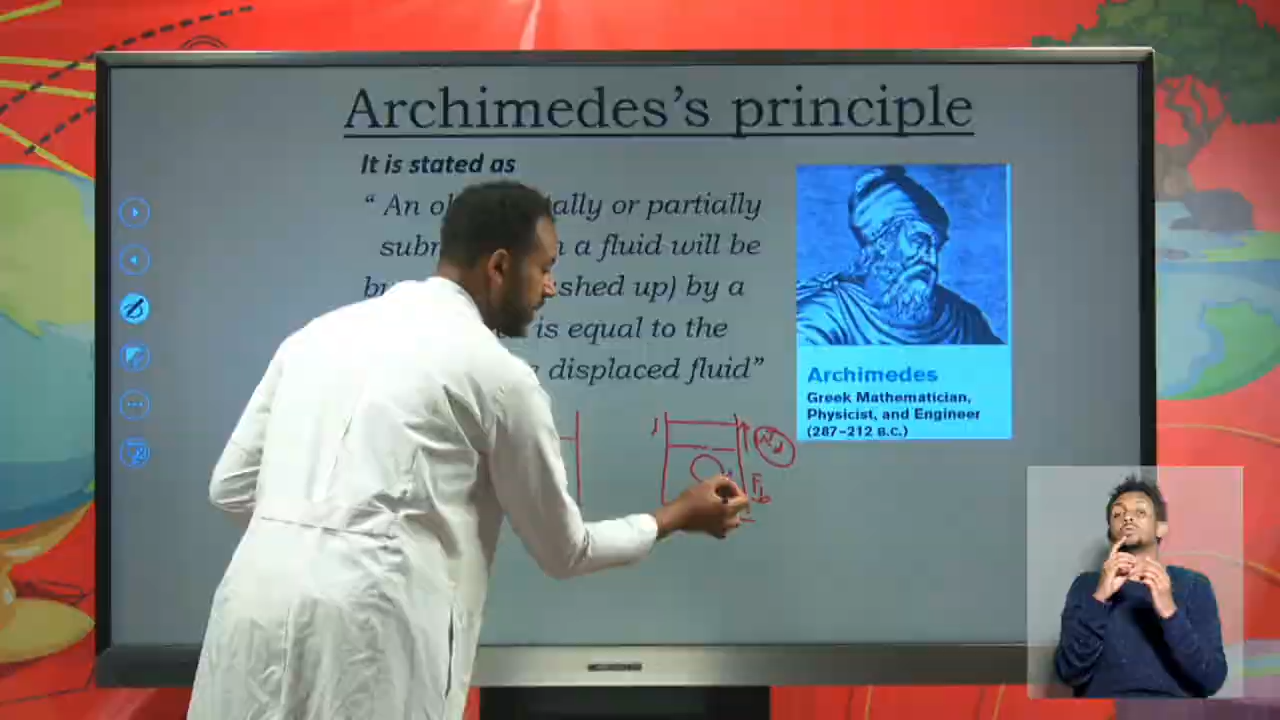 Archimedes's principle
It is stated as
“ An ally or partially
a fluid will be
shed up) by a
is equal to the
displaced fluid”
Archimedes
Greek Mathematician,
Physicist, and Engineer
(287–212 B.C.)
F_b